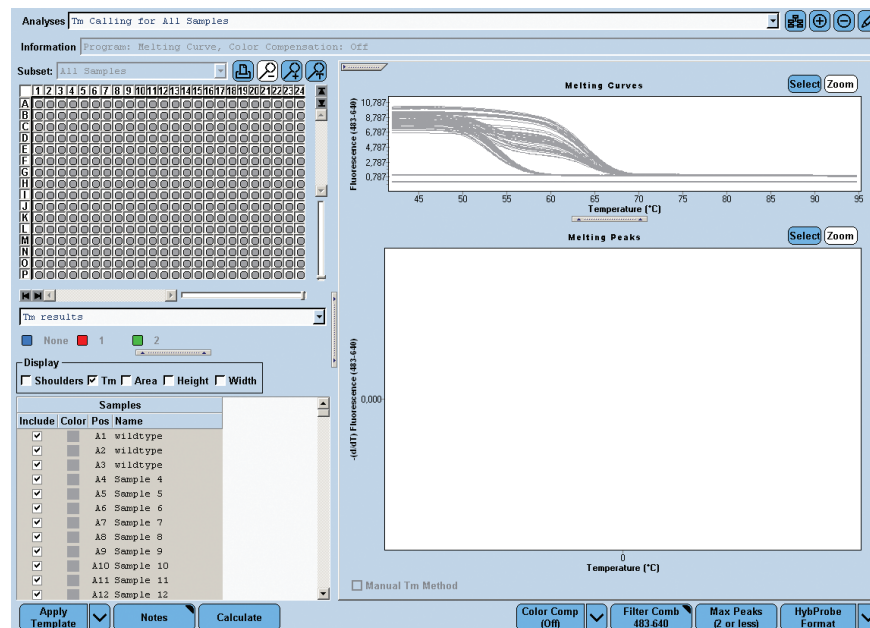 Analyses Tm Calling for All Samples
Information Program: Melting Curve, Color Compensation: Off
Subset: All Samples
1 2 3 4 5 6 7 8 9 10 11 12 13 14 15 16 17 18 19 20 21 22 23 24
A
B
C
D
E
F
G
H
I
J
K
L
M
N
O
P
Tm results
None 1 2
Display
Shoulders Tm Area Height Width
Samples
Include Color Pos Name
A1 wildtype
A2 wildtype
A3 wildtype
A4 Sample 4
A5 Sample 5
A6 Sample 6
A7 Sample 7
A8 Sample 8
A9 Sample 9
A10 Sample 10
A11 Sample 11
A12 Sample 12
Apply Template
Notes
Calculate
Melting Curves
Select Zoom
Fluorescence (483-640)
10,787
8,787
6,787
4,787
2,787
0,787
45 50 55 60 65 70 75 80 85 90 95
Temperature (°C)
Melting Peaks
Select Zoom
-(d/dT) Fluorescence (483-640)
0,000
0
Temperature (°C)
Manual Tm Method
Color Comp (Off)
Filter Comb 483-640
Max Peaks (2 or less)
HybProbe Format